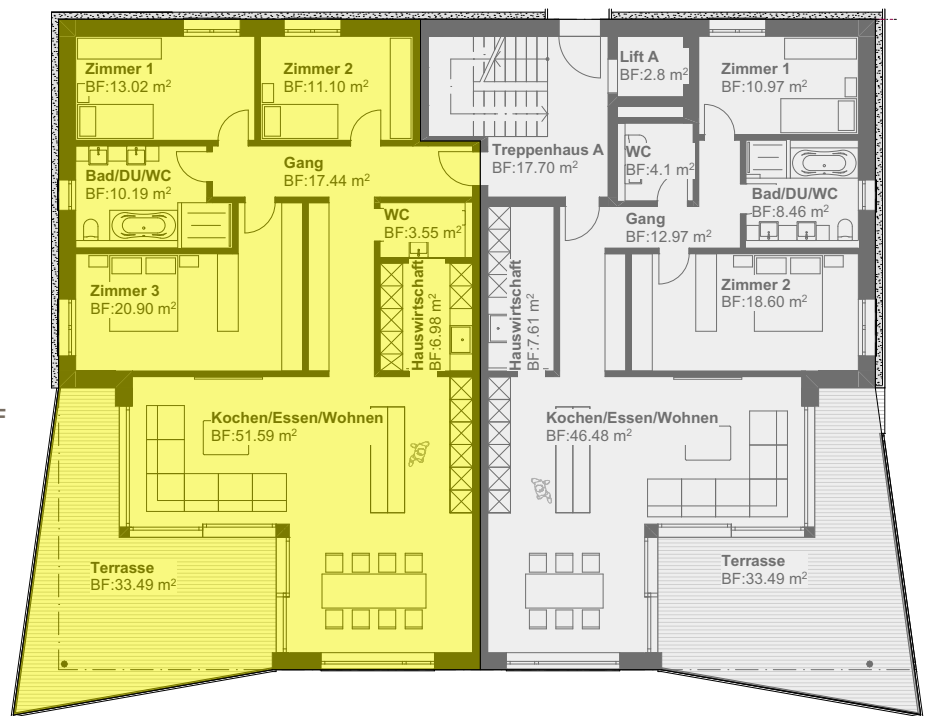 Zimmer 1
BF:13.02 m²
Zimmer 2
BF:11.10 m²
Lift A
BF:2.8 m²
Zimmer 1
BF:10.97 m²
Bad/DU/WC
BF:10.19 m²
Gang
BF:17.44 m²
Treppenhaus A
BF:17.70 m²
WC
BF:4.1 m²
Bad/DU/WC
BF:8.46 m²
WC
BF:3.55 m²
Gang
BF:12.97 m²
Zimmer 3
BF:20.90 m²
Hauswirtschaft
BF:6.98 m²
Hauswirtschaft
BF:7.61 m²
Zimmer 2
BF:18.60 m²
Kochen/Essen/Wohnen
BF:51.59 m²
Kochen/Essen/Wohnen
BF:46.48 m²
Terrasse
BF:33.49 m²
Terrasse
BF:33.49 m²